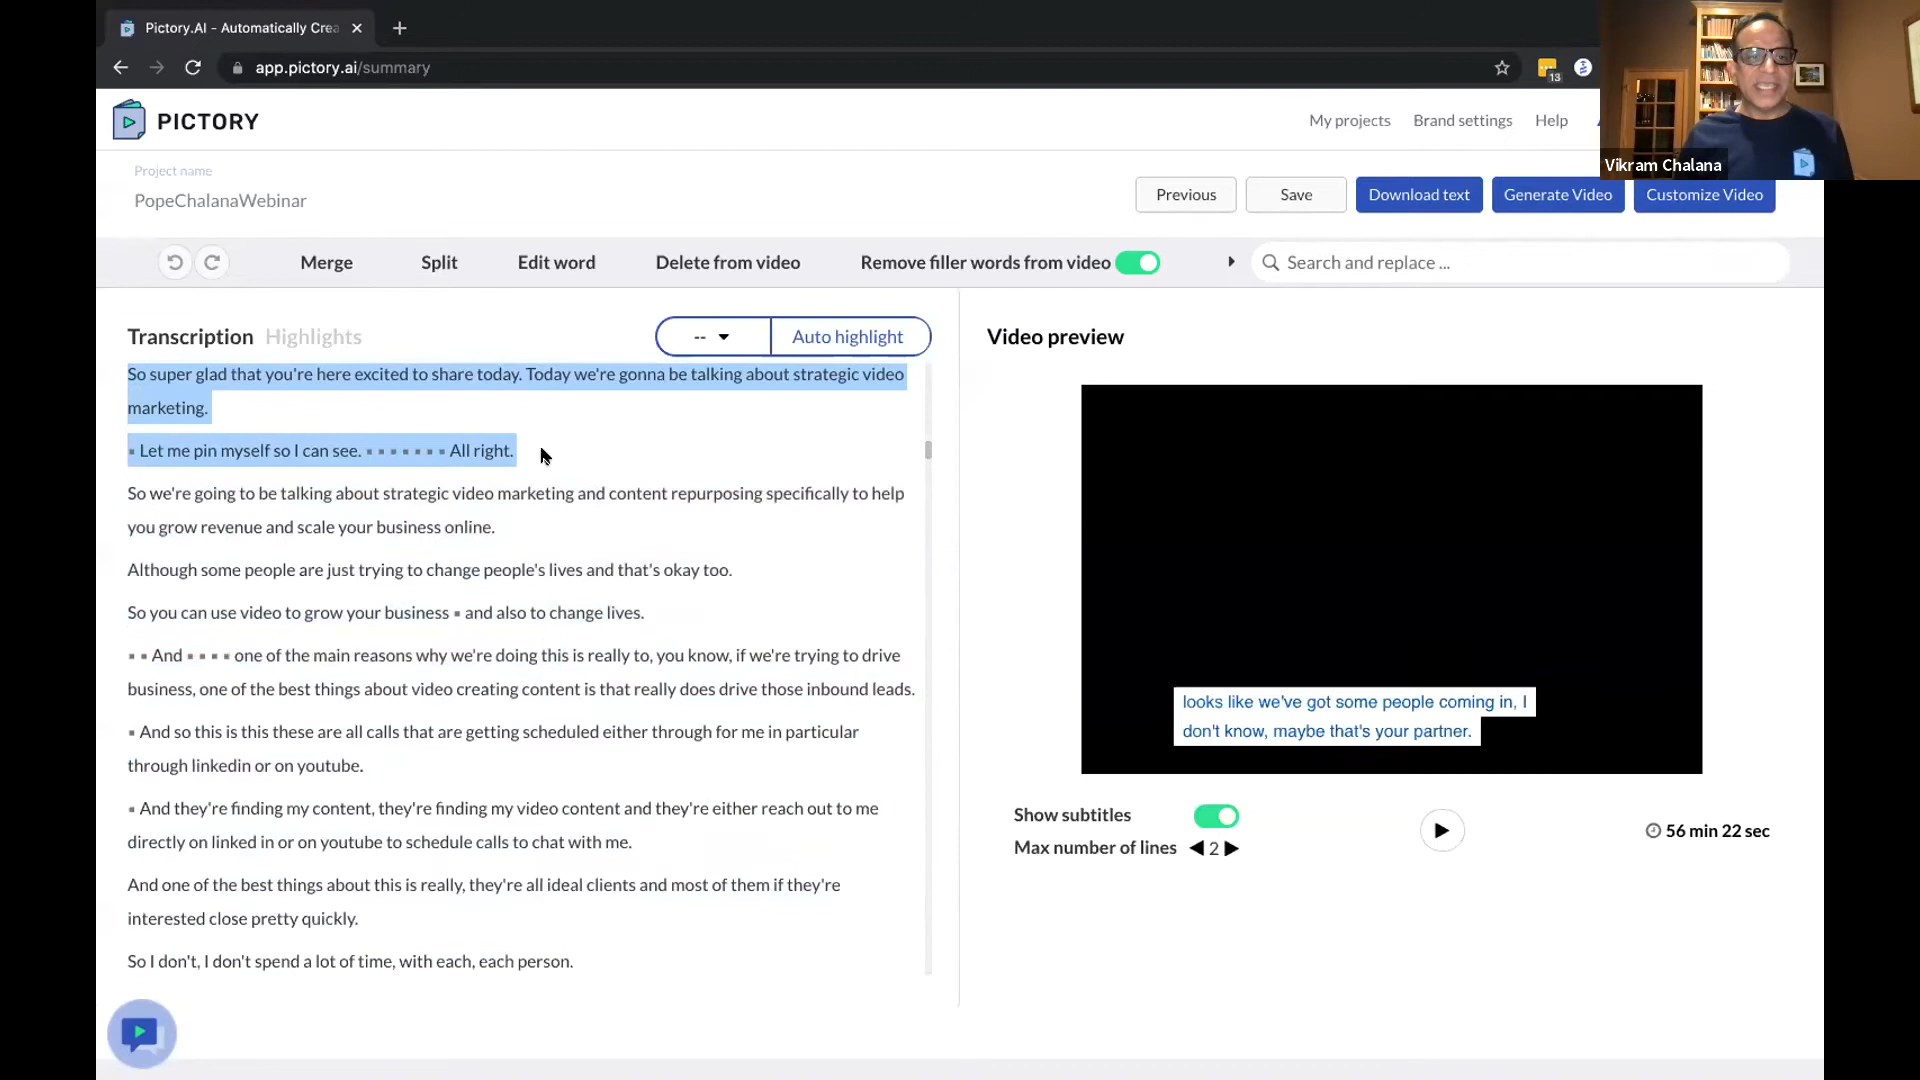 Pictory.AI - Automatically Crea
app.pictory.ai/summary
13
PICTORY
My projects
Brand settings
Help
Vikram Chalana
Project name
PopeChalanaWebinar
Previous
Save
Download text
Generate Video
Customize Video
Merge
Split
Edit word
Delete from video
Remove filler words from video
Search and replace ...
Transcription
Highlights
--
Auto highlight
Video preview
So super glad that you're here excited to share today. Today we're gonna be talking about strategic video
marketing.
▪ Let me pin myself so I can see. ▪ ▪ ▪ ▪ ▪ ▪ ▪ All right.
So we're going to be talking about strategic video marketing and content repurposing specifically to help
you grow revenue and scale your business online.
Although some people are just trying to change people's lives and that's okay too.
So you can use video to grow your business ▪ and also to change lives.
▪ ▪ And ▪ ▪ ▪ ▪ one of the main reasons why we're doing this is really to, you know, if we're trying to drive
business, one of the best things about video creating content is that really does drive those inbound leads.
▪ And so this is this these are all calls that are getting scheduled either through for me in particular
through linkedin or on youtube.
▪ And they're finding my content, they're finding my video content and they're either reach out to me
directly on linked in or on youtube to schedule calls to chat with me.
And one of the best things about this is really, they're all ideal clients and most of them if they're
interested close pretty quickly.
So I don't, I don't spend a lot of time, with each, each person.
looks like we've got some people coming in, I
don't know, maybe that's your partner.
Show subtitles
Max number of lines
2
56 min 22 sec